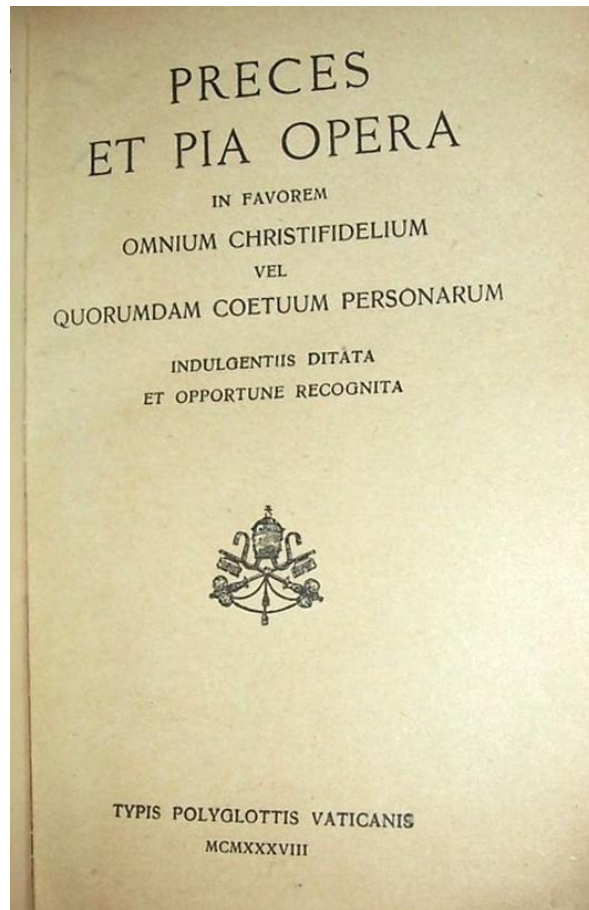 PRECES
ET PIA OPERA
IN FAVOREM
OMNIUM CHRISTIFIDELIUM
VEL
QUORUMDAM COETUUM PERSONARUM
INDULGENTIIS DITATA
ET OPPORTUNE RECOGNITA
TYPIS POLYGLOTTIS VATICANIS
MCMXXXVIII